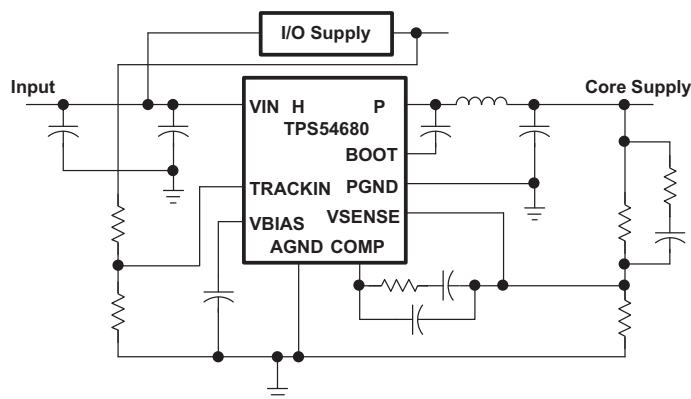 I/O Supply
Input
Core Supply
VIN H P
TPS54680
BOOT
TRACKIN PGND
VBIAS VSENSE
AGND COMP